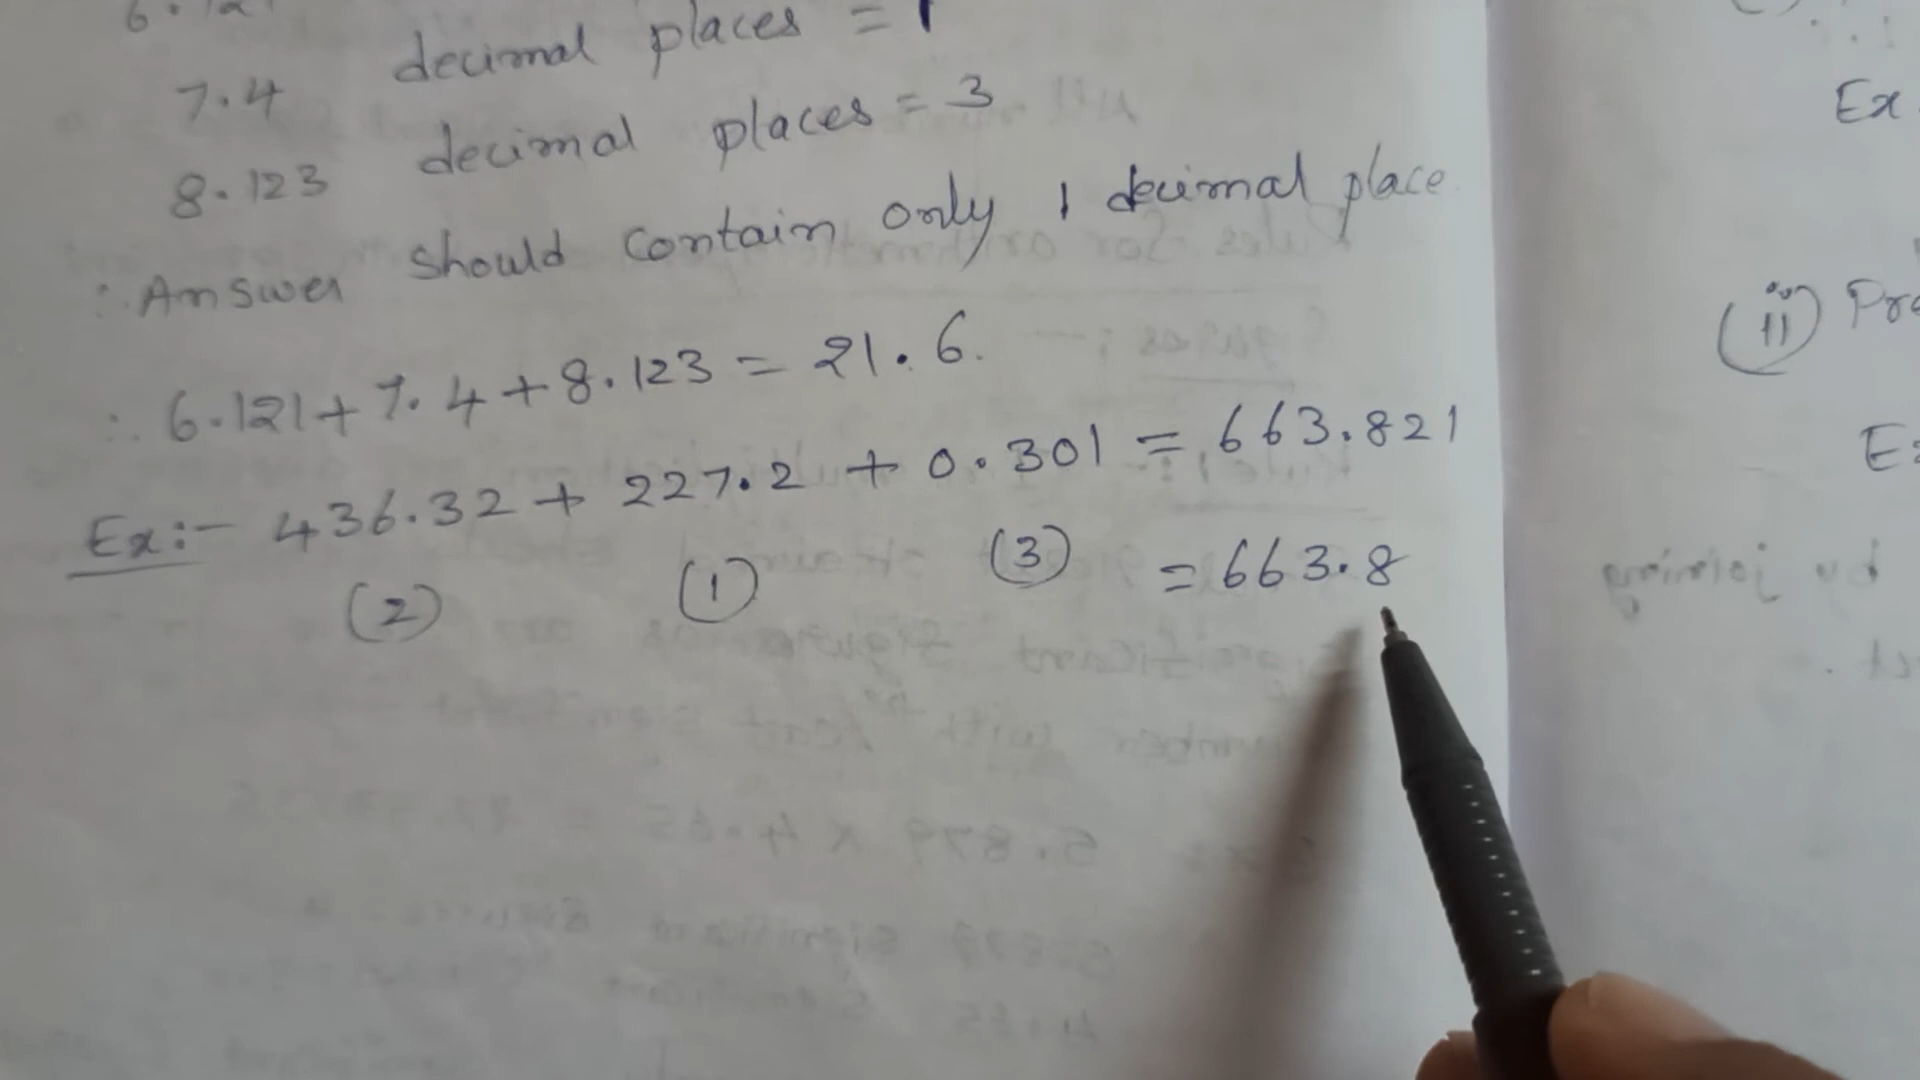 decimal places = 1
7.4 decimal places = 3
8.123
∴ Answer should contain only 1 decimal place.
∴ 6.121 + 7.4 + 8.123 = 21.6.
Ex:- 436.32 + 227.2 + 0.301 = 663.821
(2) (1) (3) = 663.8
Ex
(ii)